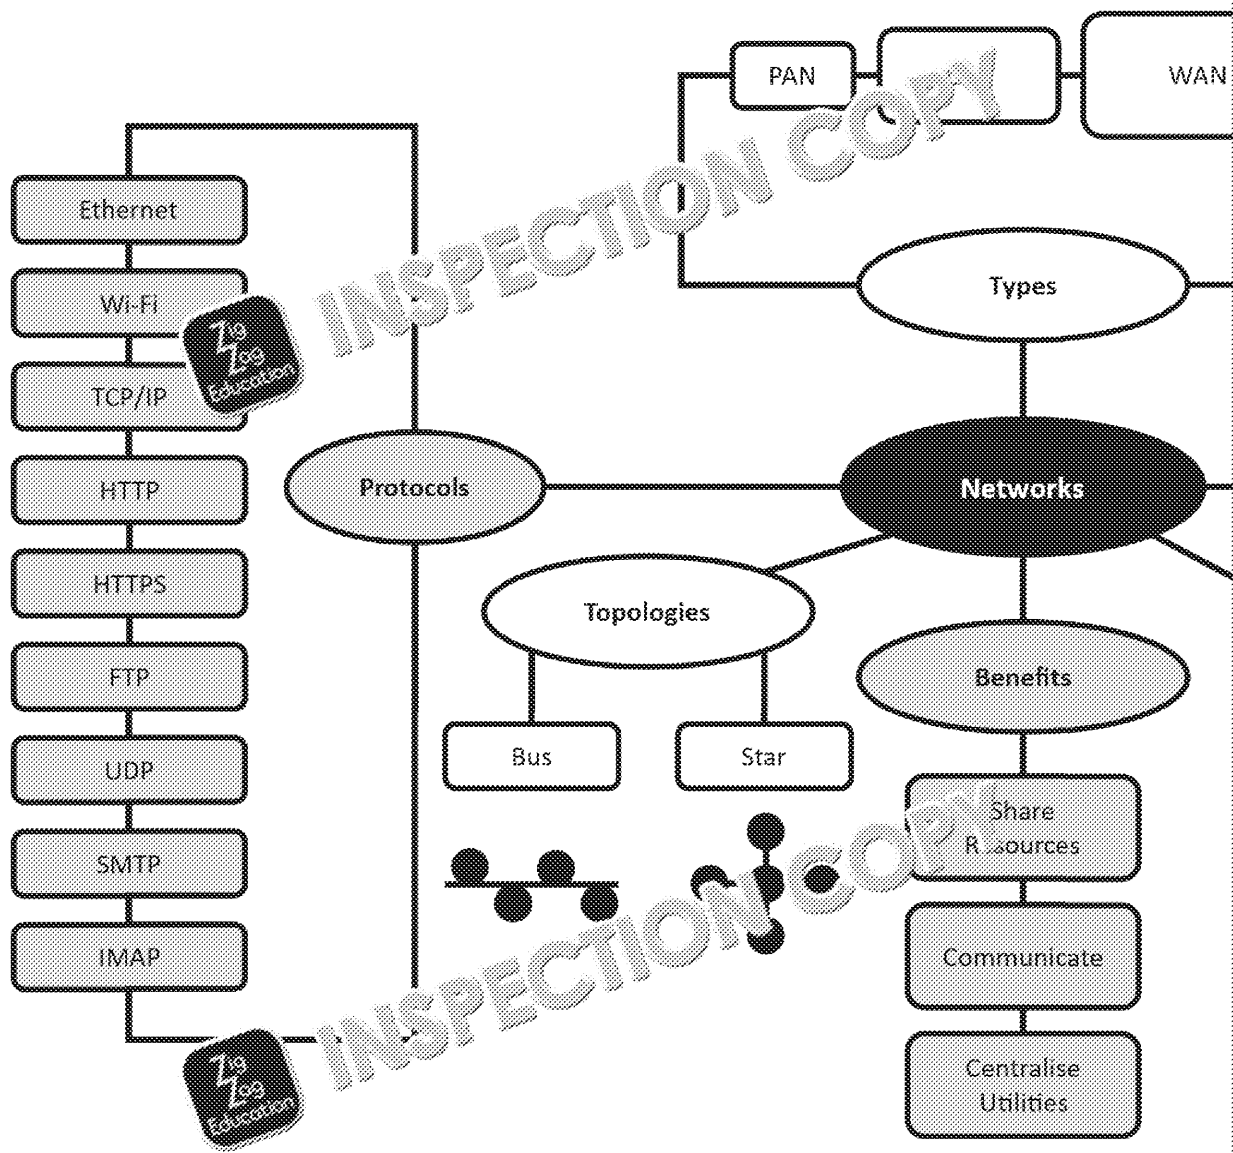 PAN
WAN
INSPECTION COPY
Ethernet
Types
Wi-Fi
Zig
Zag
Education
TCP/IP
HTTP
Protocols
Networks
HTTPS
Topologies
FTP
Benefits
Bus
Star
UDP
Share
Resources
SMTP
INSPECTION COPY
IMAP
Communicate
Zig
Zag
Education
Centralise
Utilities